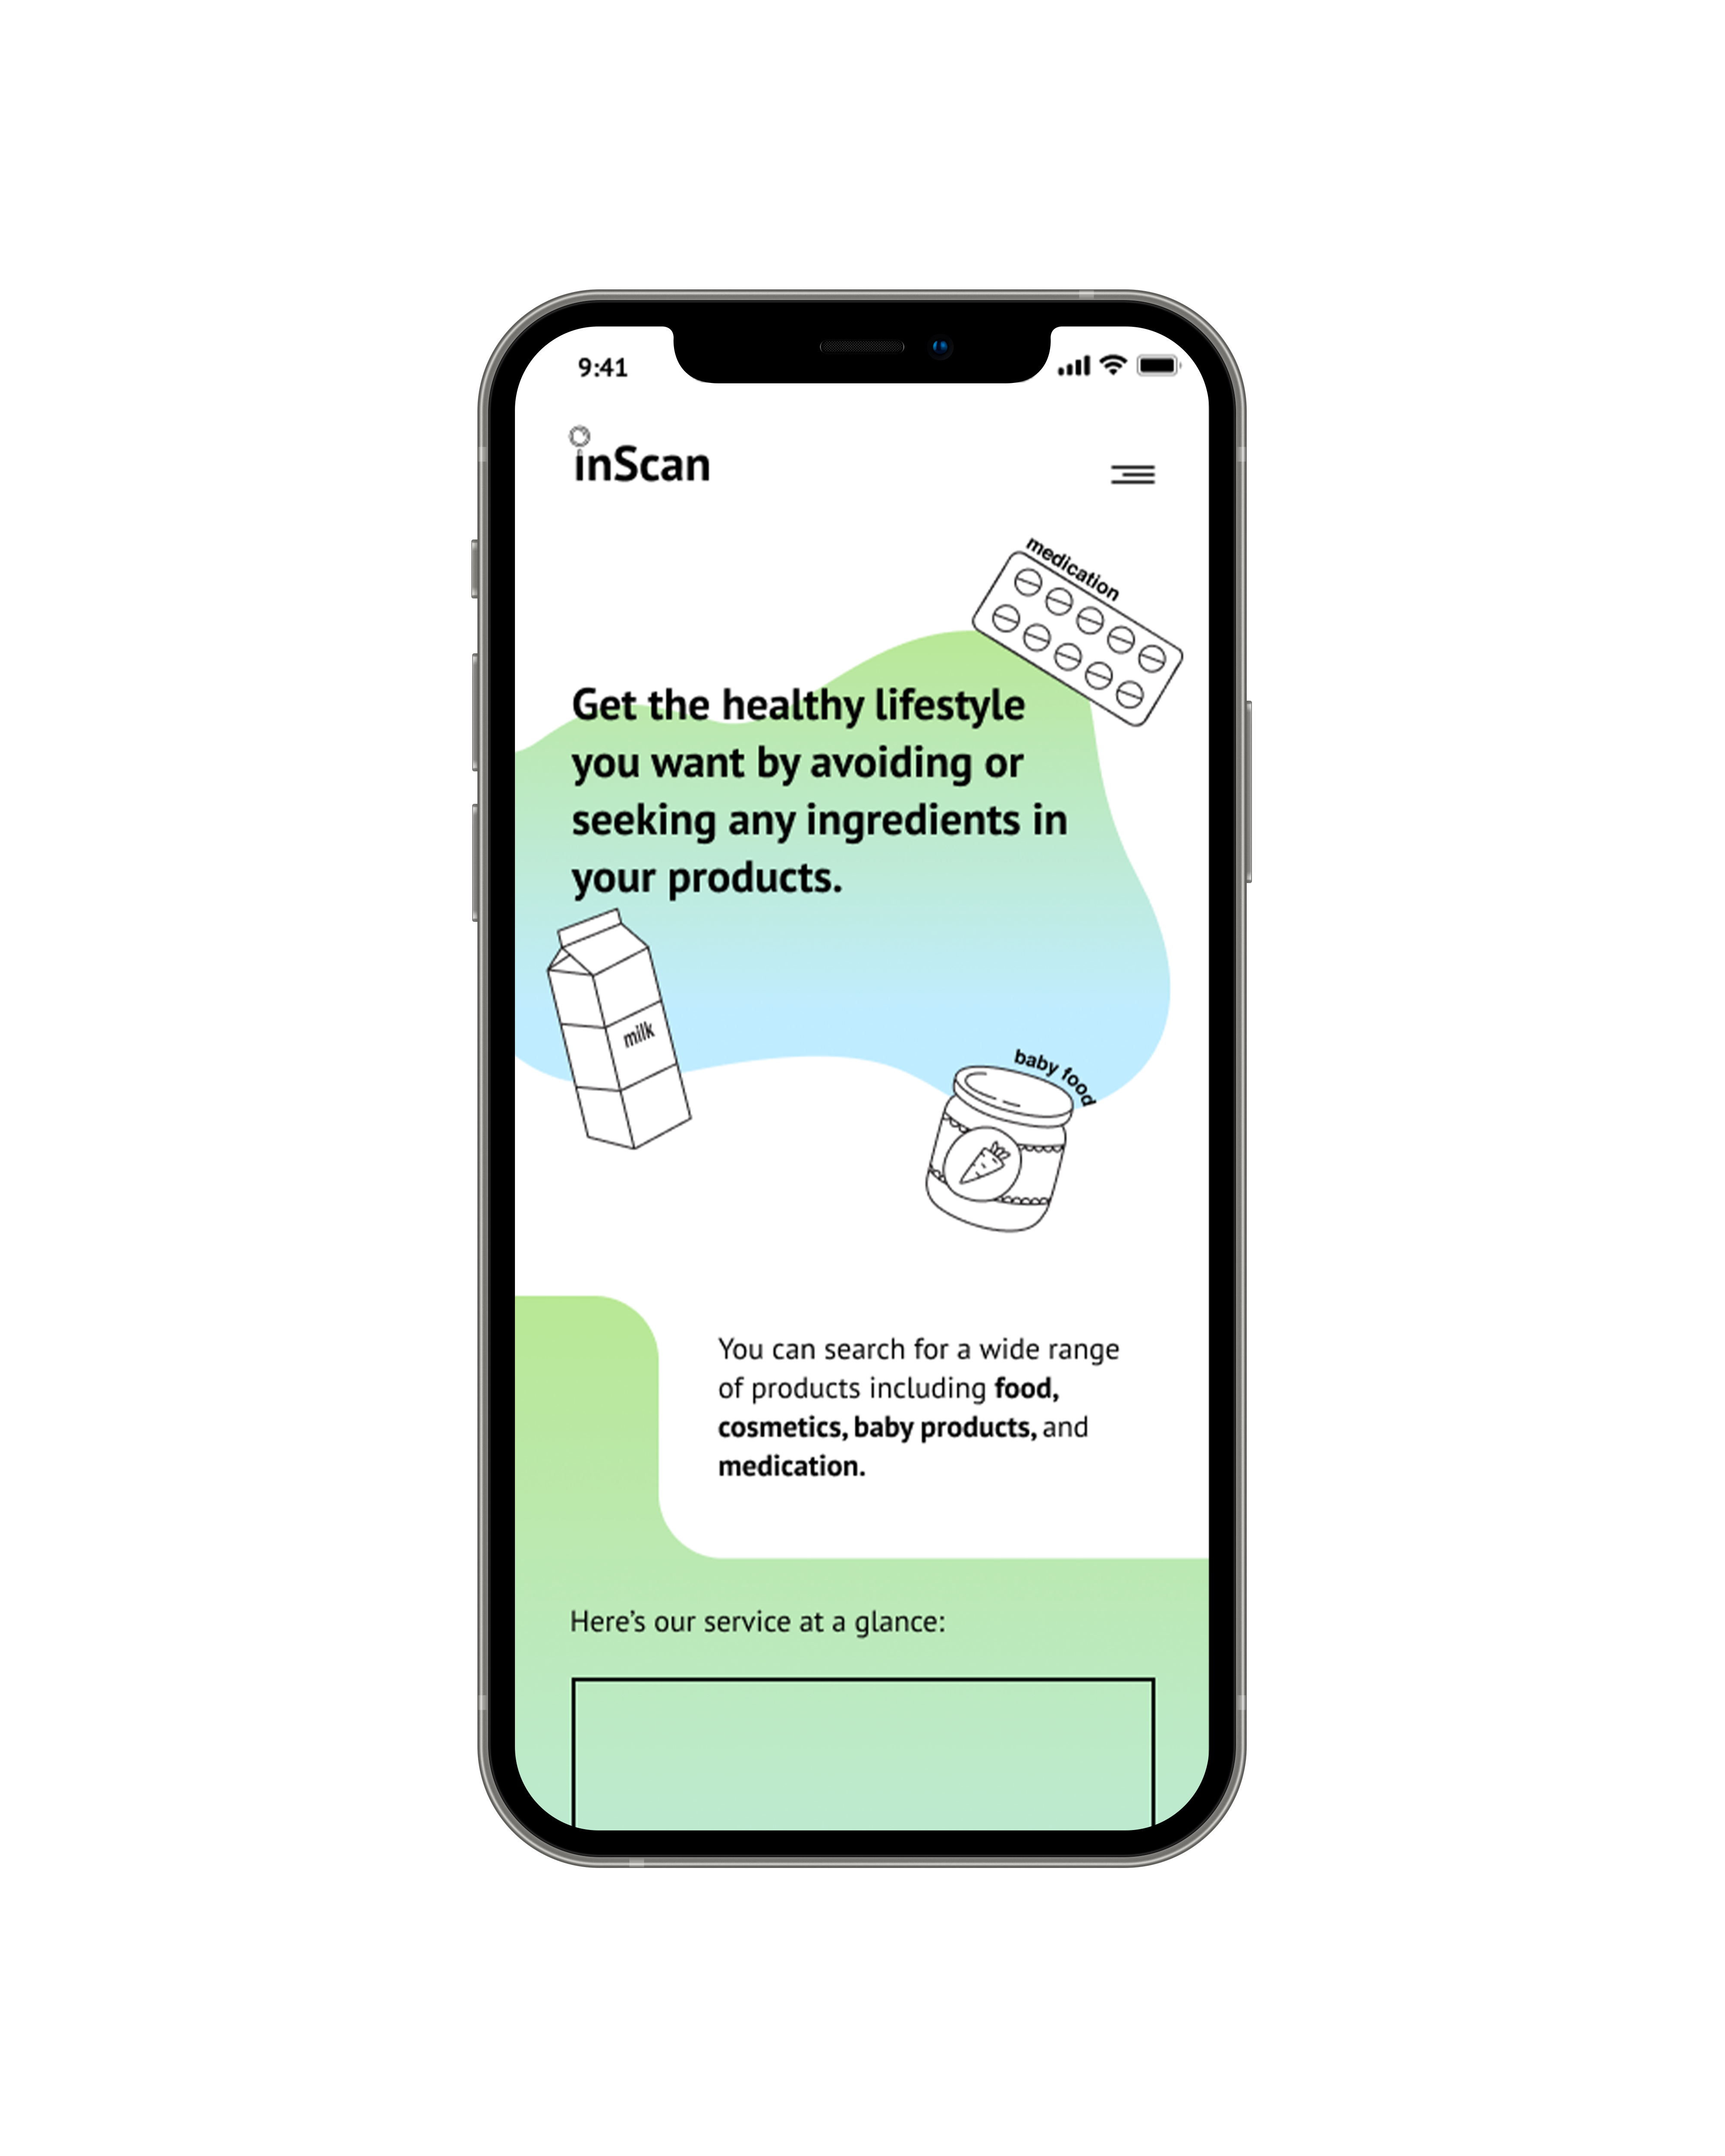 9:41
inScan
medication
Get the healthy lifestyle
you want by avoiding or
seeking any ingredients in
your products.
milk
baby food
You can search for a wide range
of products including food,
cosmetics, baby products, and
medication.
Here's our service at a glance: